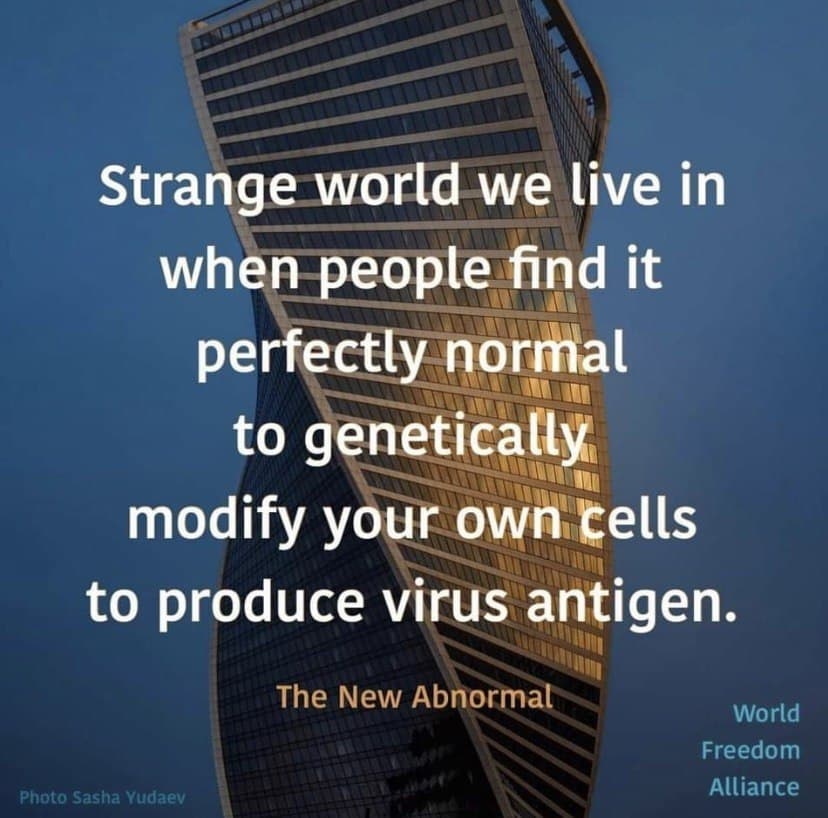 Strange world we live in
when people find it
perfectly normal
to genetically
modify your own cells
to produce virus antigen.
The New Abnormal
World
Freedom
Alliance
Photo Sasha Yudaev